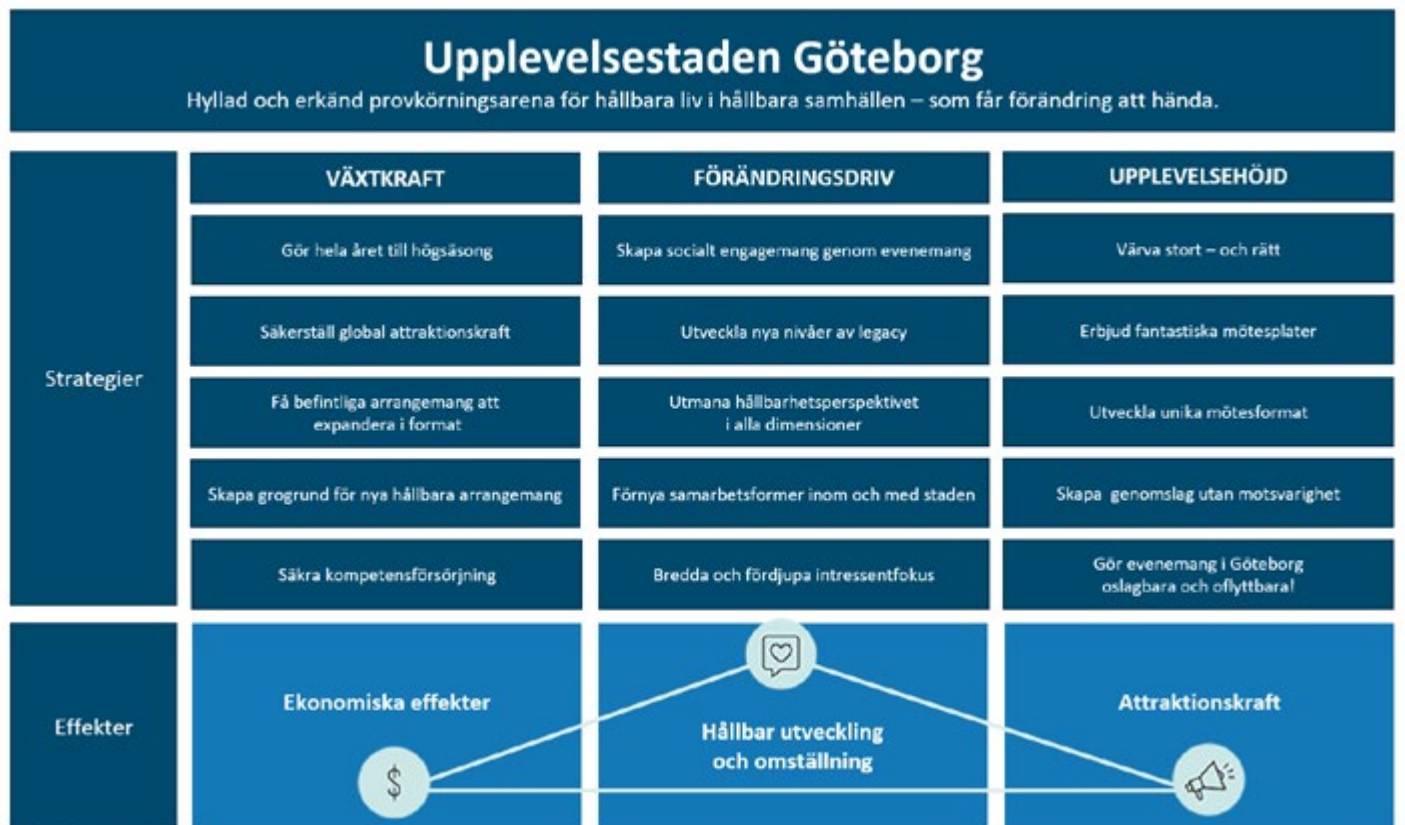 Upplevelsestaden Göteborg
Hyllad och erkänd provkörningsarena för hållbara liv i hållbara samhällen – som får förändring att hända.
Strategier
VÄXTKRAFT
Gör hela året till högsäsong
Säkerställ global attraktionskraft
Få befintliga arrangemang att
expandera i format
Skapa grogrund för nya hållbara arrangemang
Säkra kompetensförsörjning
FÖRÄNDRINGSDRIV
Skapa socialt engagemang genom evenemang
Utveckla nya nivåer av legacy
Utmana hållbarhetsperspektivet
i alla dimensioner
Förnya samarbetsformer inom och med staden
Bredda och fördjupa intressentfokus
UPPLEVELSEHÖJD
Värva stort – och rätt
Erbjud fantastiska mötesplater
Utveckla unika mötesformat
Skapa genomslag utan motsvarighet
Gör evenemang i Göteborg
oslagbara och oflyttbara!
Effekter
Ekonomiska effekter
$
Hållbar utveckling
och omställning
Attraktionskraft